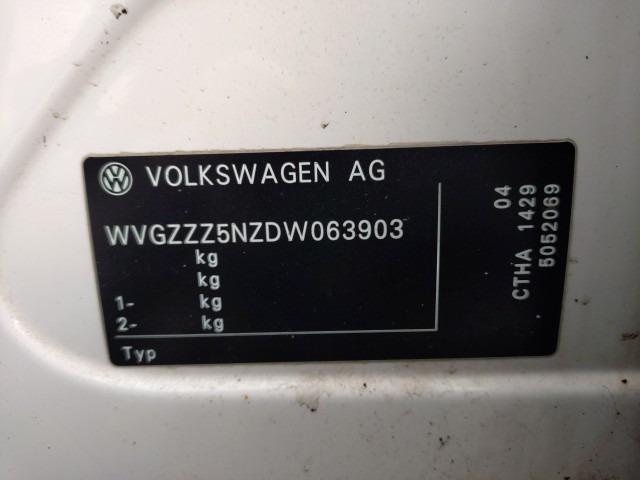 VOLKSWAGEN AG
WVGZZZ5NZDW063903
kg
kg
1- kg
2- kg
Typ
04
CTHA 1429
5052069